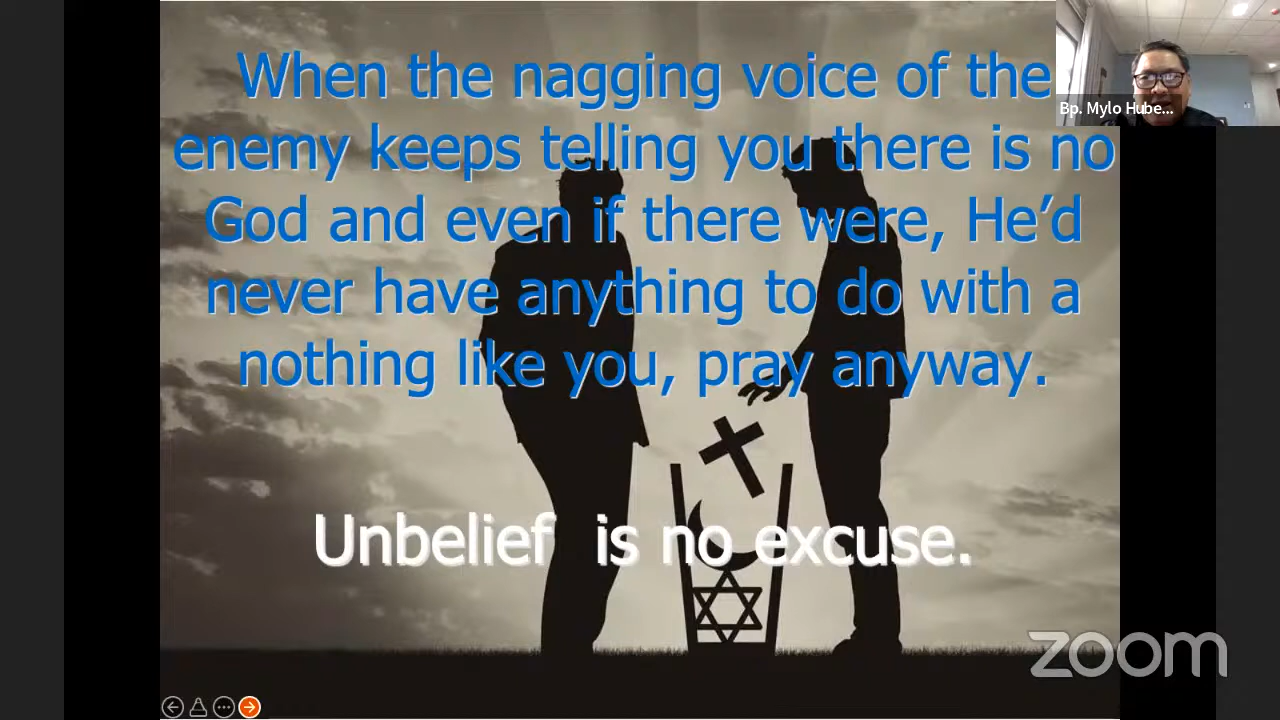 When the nagging voice of the
enemy keeps telling you there is no
God and even if there were, He’d
never have anything to do with a
nothing like you, pray anyway.
Unbelief is no excuse.
Bp. Mylo Hube...
zoom